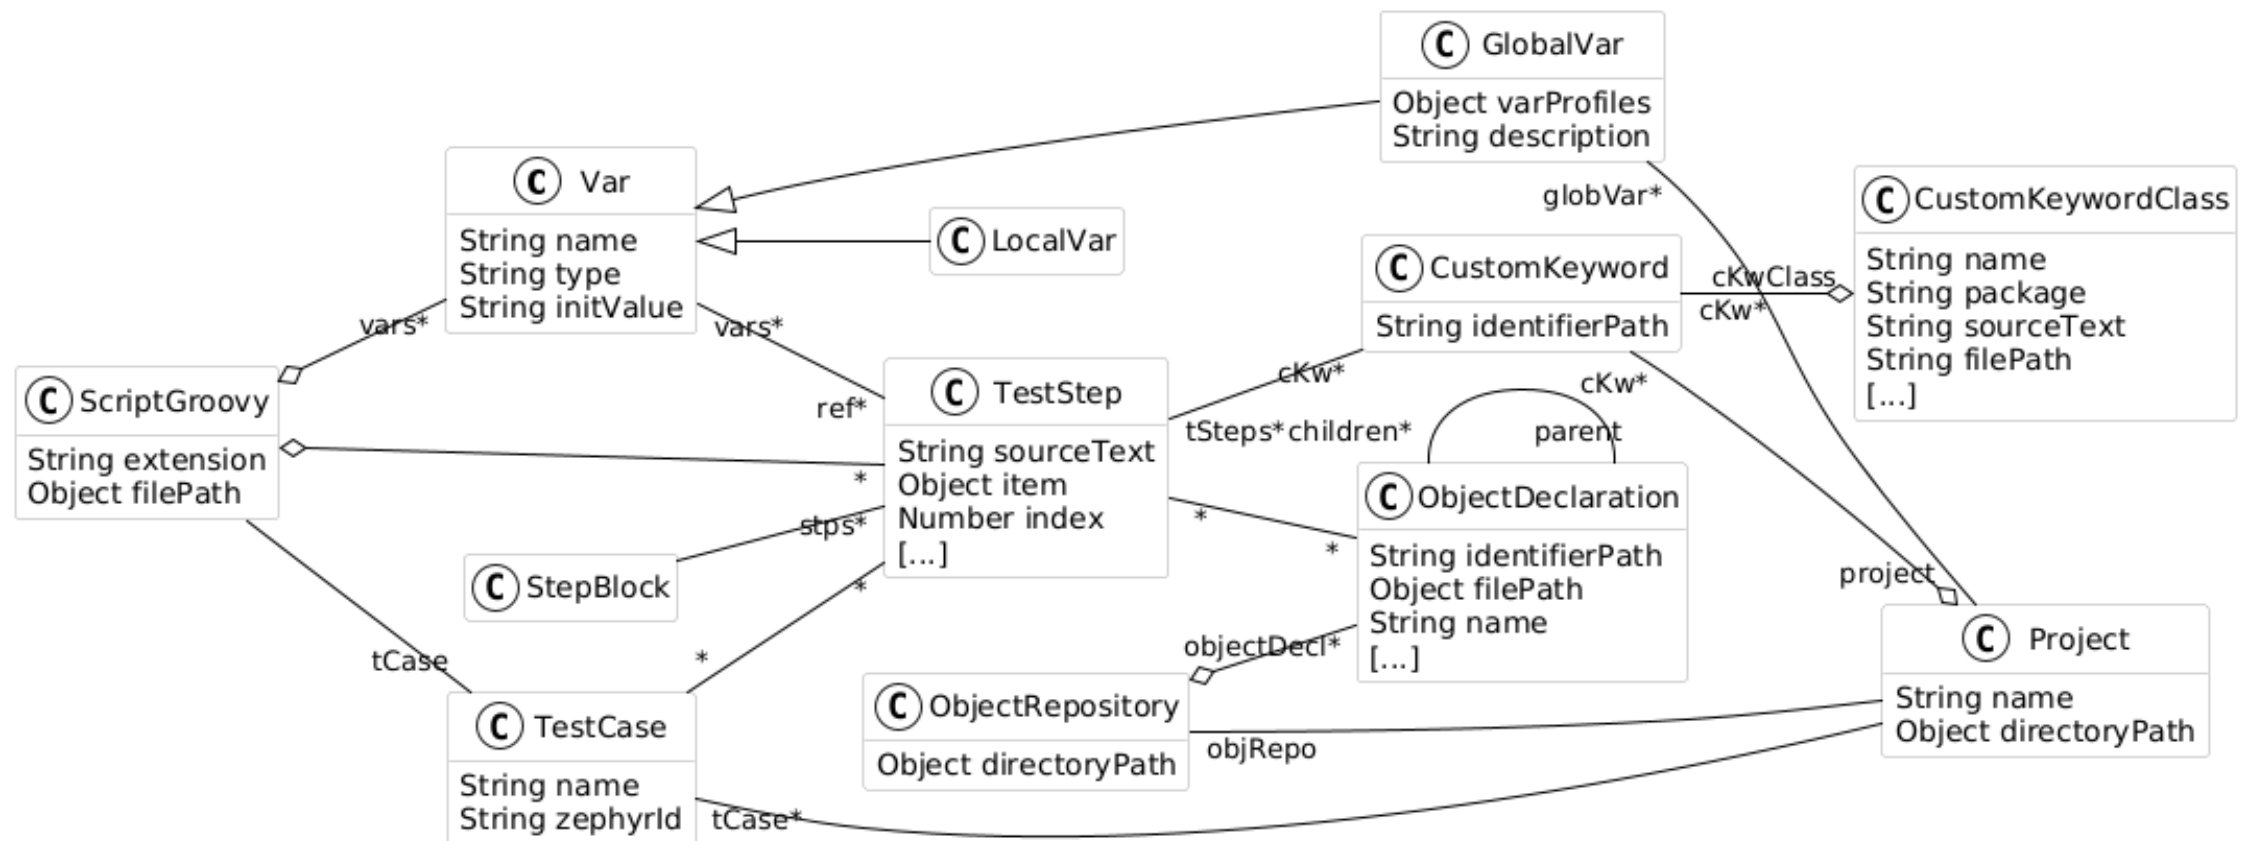 C GlobalVar
Object varProfiles
String description
globVar*
C Var
String name
String type
String initValue
C LocalVar
C CustomKeywordClass
String name
String package
String sourceText
String filePath
[...]
C CustomKeyword
String identifierPath
cKwClass
cKw*
vars*
vars*
ref*
C ScriptGroovy
String extension
Object filePath
C TestStep
String sourceText
Object item
Number index
[...]
cKw*
tSteps*
cKw*
children*
parent
*
stps*
*
C StepBlock
*
*
C ObjectDeclaration
String identifierPath
Object filePath
String name
[...]
project
objectDecl*
tCase
*
C ObjectRepository
Object directoryPath
objRepo
C Project
String name
Object directoryPath
C TestCase
String name
String zephyrId
tCase*